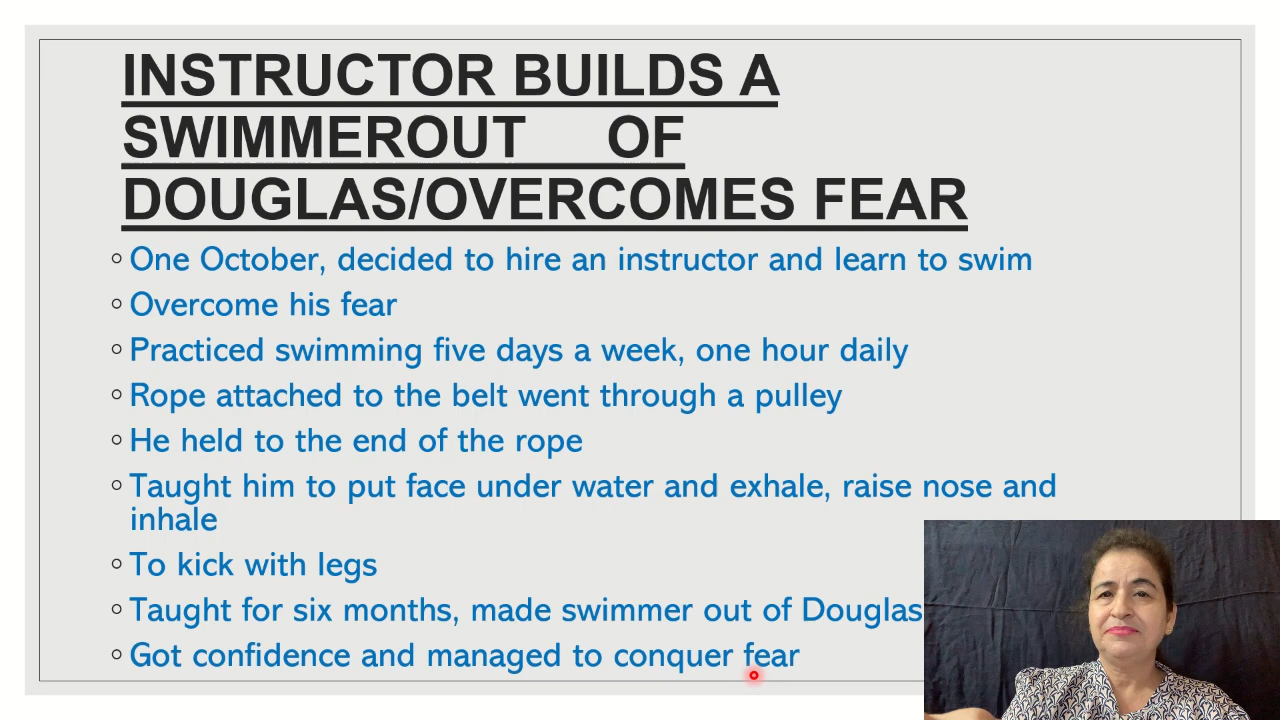 INSTRUCTOR BUILDS A
SWIMMEROUT OF
DOUGLAS/OVERCOMES FEAR
One October, decided to hire an instructor and learn to swim
Overcome his fear
Practiced swimming five days a week, one hour daily
Rope attached to the belt went through a pulley
He held to the end of the rope
Taught him to put face under water and exhale, raise nose and
inhale
To kick with legs
Taught for six months, made swimmer out of Douglas
Got confidence and managed to conquer fear